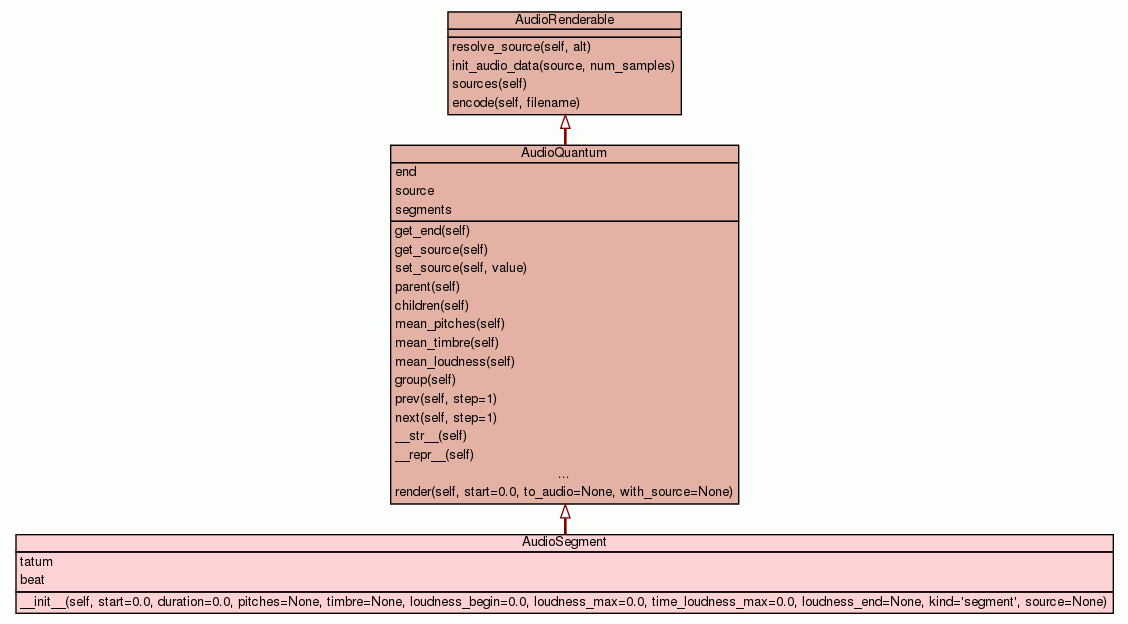 AudioRenderable
resolve_source(self, alt)
init_audio_data(source, num_samples)
sources(self)
encode(self, filename)
AudioQuantum
end
source
segments
get_end(self)
get_source(self)
set_source(self, value)
parent(self)
children(self)
mean_pitches(self)
mean_timbre(self)
mean_loudness(self)
group(self)
prev(self, step=1)
next(self, step=1)
__str__(self)
__repr__(self)
...
render(self, start=0.0, to_audio=None, with_source=None)
AudioSegment
tatum
beat
__init__(self, start=0.0, duration=0.0, pitches=None, timbre=None, loudness_begin=0.0, loudness_max=0.0, time_loudness_max=0.0, loudness_end=None, kind='segment', source=None)